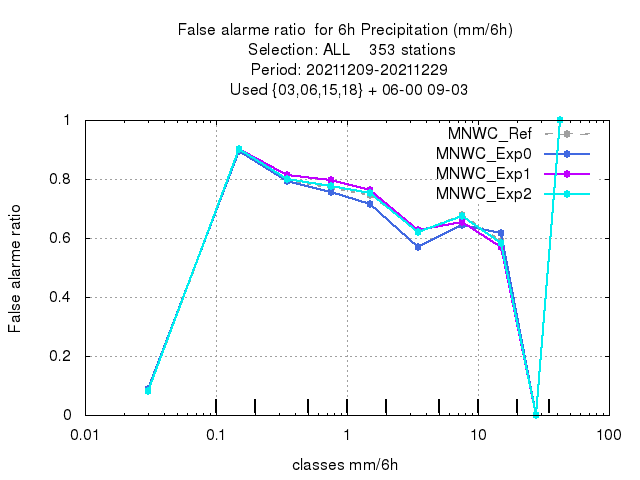 False alarme ratio  for 6h Precipitation (mm/6h)
Selection: ALL    353 stations
Period: 20211209-20211229
Used {03,06,15,18} + 06-00 09-03
MNWC_Ref
MNWC_Exp0
MNWC_Exp1
MNWC_Exp2
False alarme ratio
1
0.8
0.6
0.4
0.2
0
0.01
0.1
1
10
100
classes mm/6h